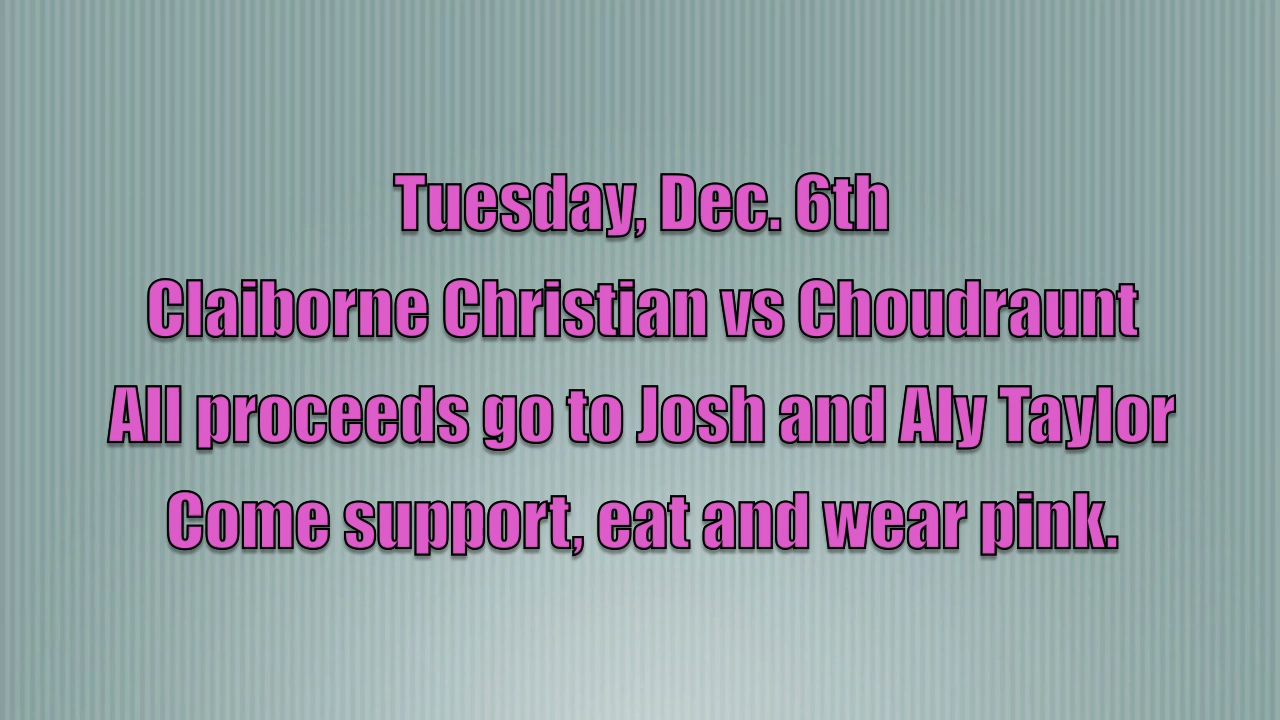 Tuesday, Dec. 6th
Claiborne Christian vs Choudraunt
All proceeds go to Josh and Aly Taylor
Come support, eat and wear pink.